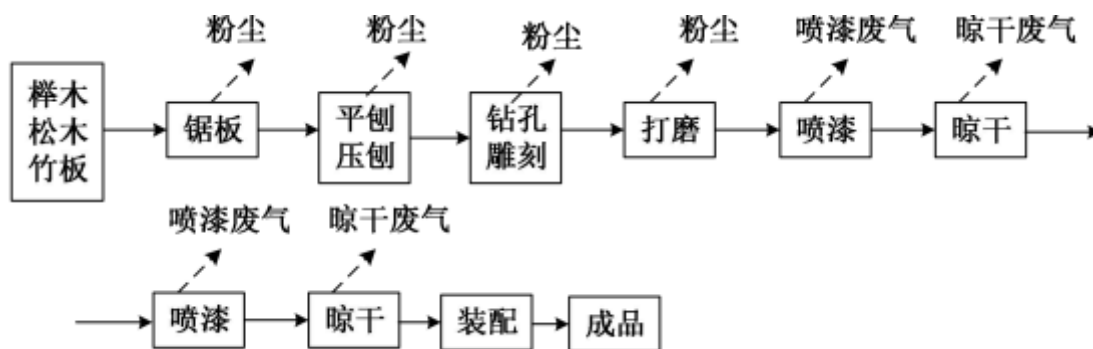 粉尘 粉尘 粉尘 粉尘 喷漆废气 晾干废气
榉木
松木
竹板
锯板
平刨
压刨
钻孔
雕刻
打磨
喷漆
晾干
喷漆废气 晾干废气
喷漆
晾干
装配
成品